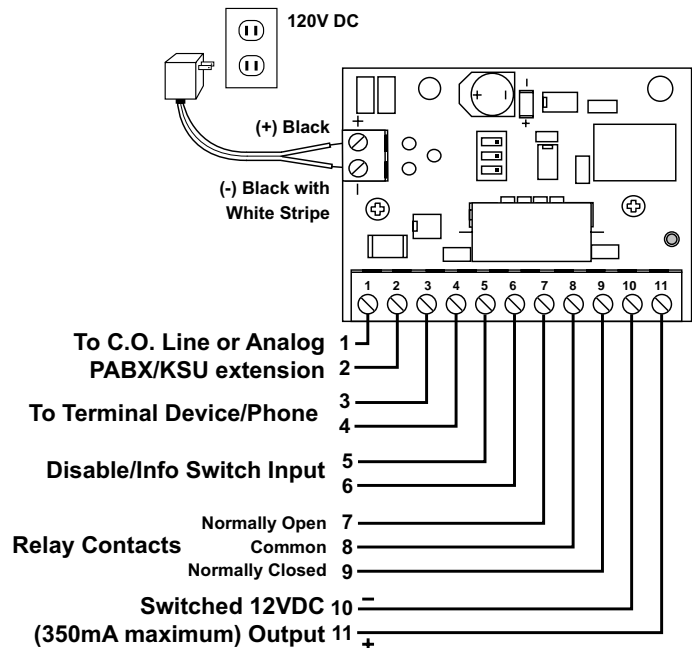 120V DC
(+) Black
(-) Black with
White Stripe
+
-
+ -
-
+
1 2 3 4 5 6 7 8 9 10 11
To C.O. Line or Analog 1
PABX/KSU extension 2
To Terminal Device/Phone 3
4
Disable/Info Switch Input 5
6
Relay Contacts
Normally Open 7
Common 8
Normally Closed 9
Switched 12VDC 10 -
(350mA maximum) Output 11 +